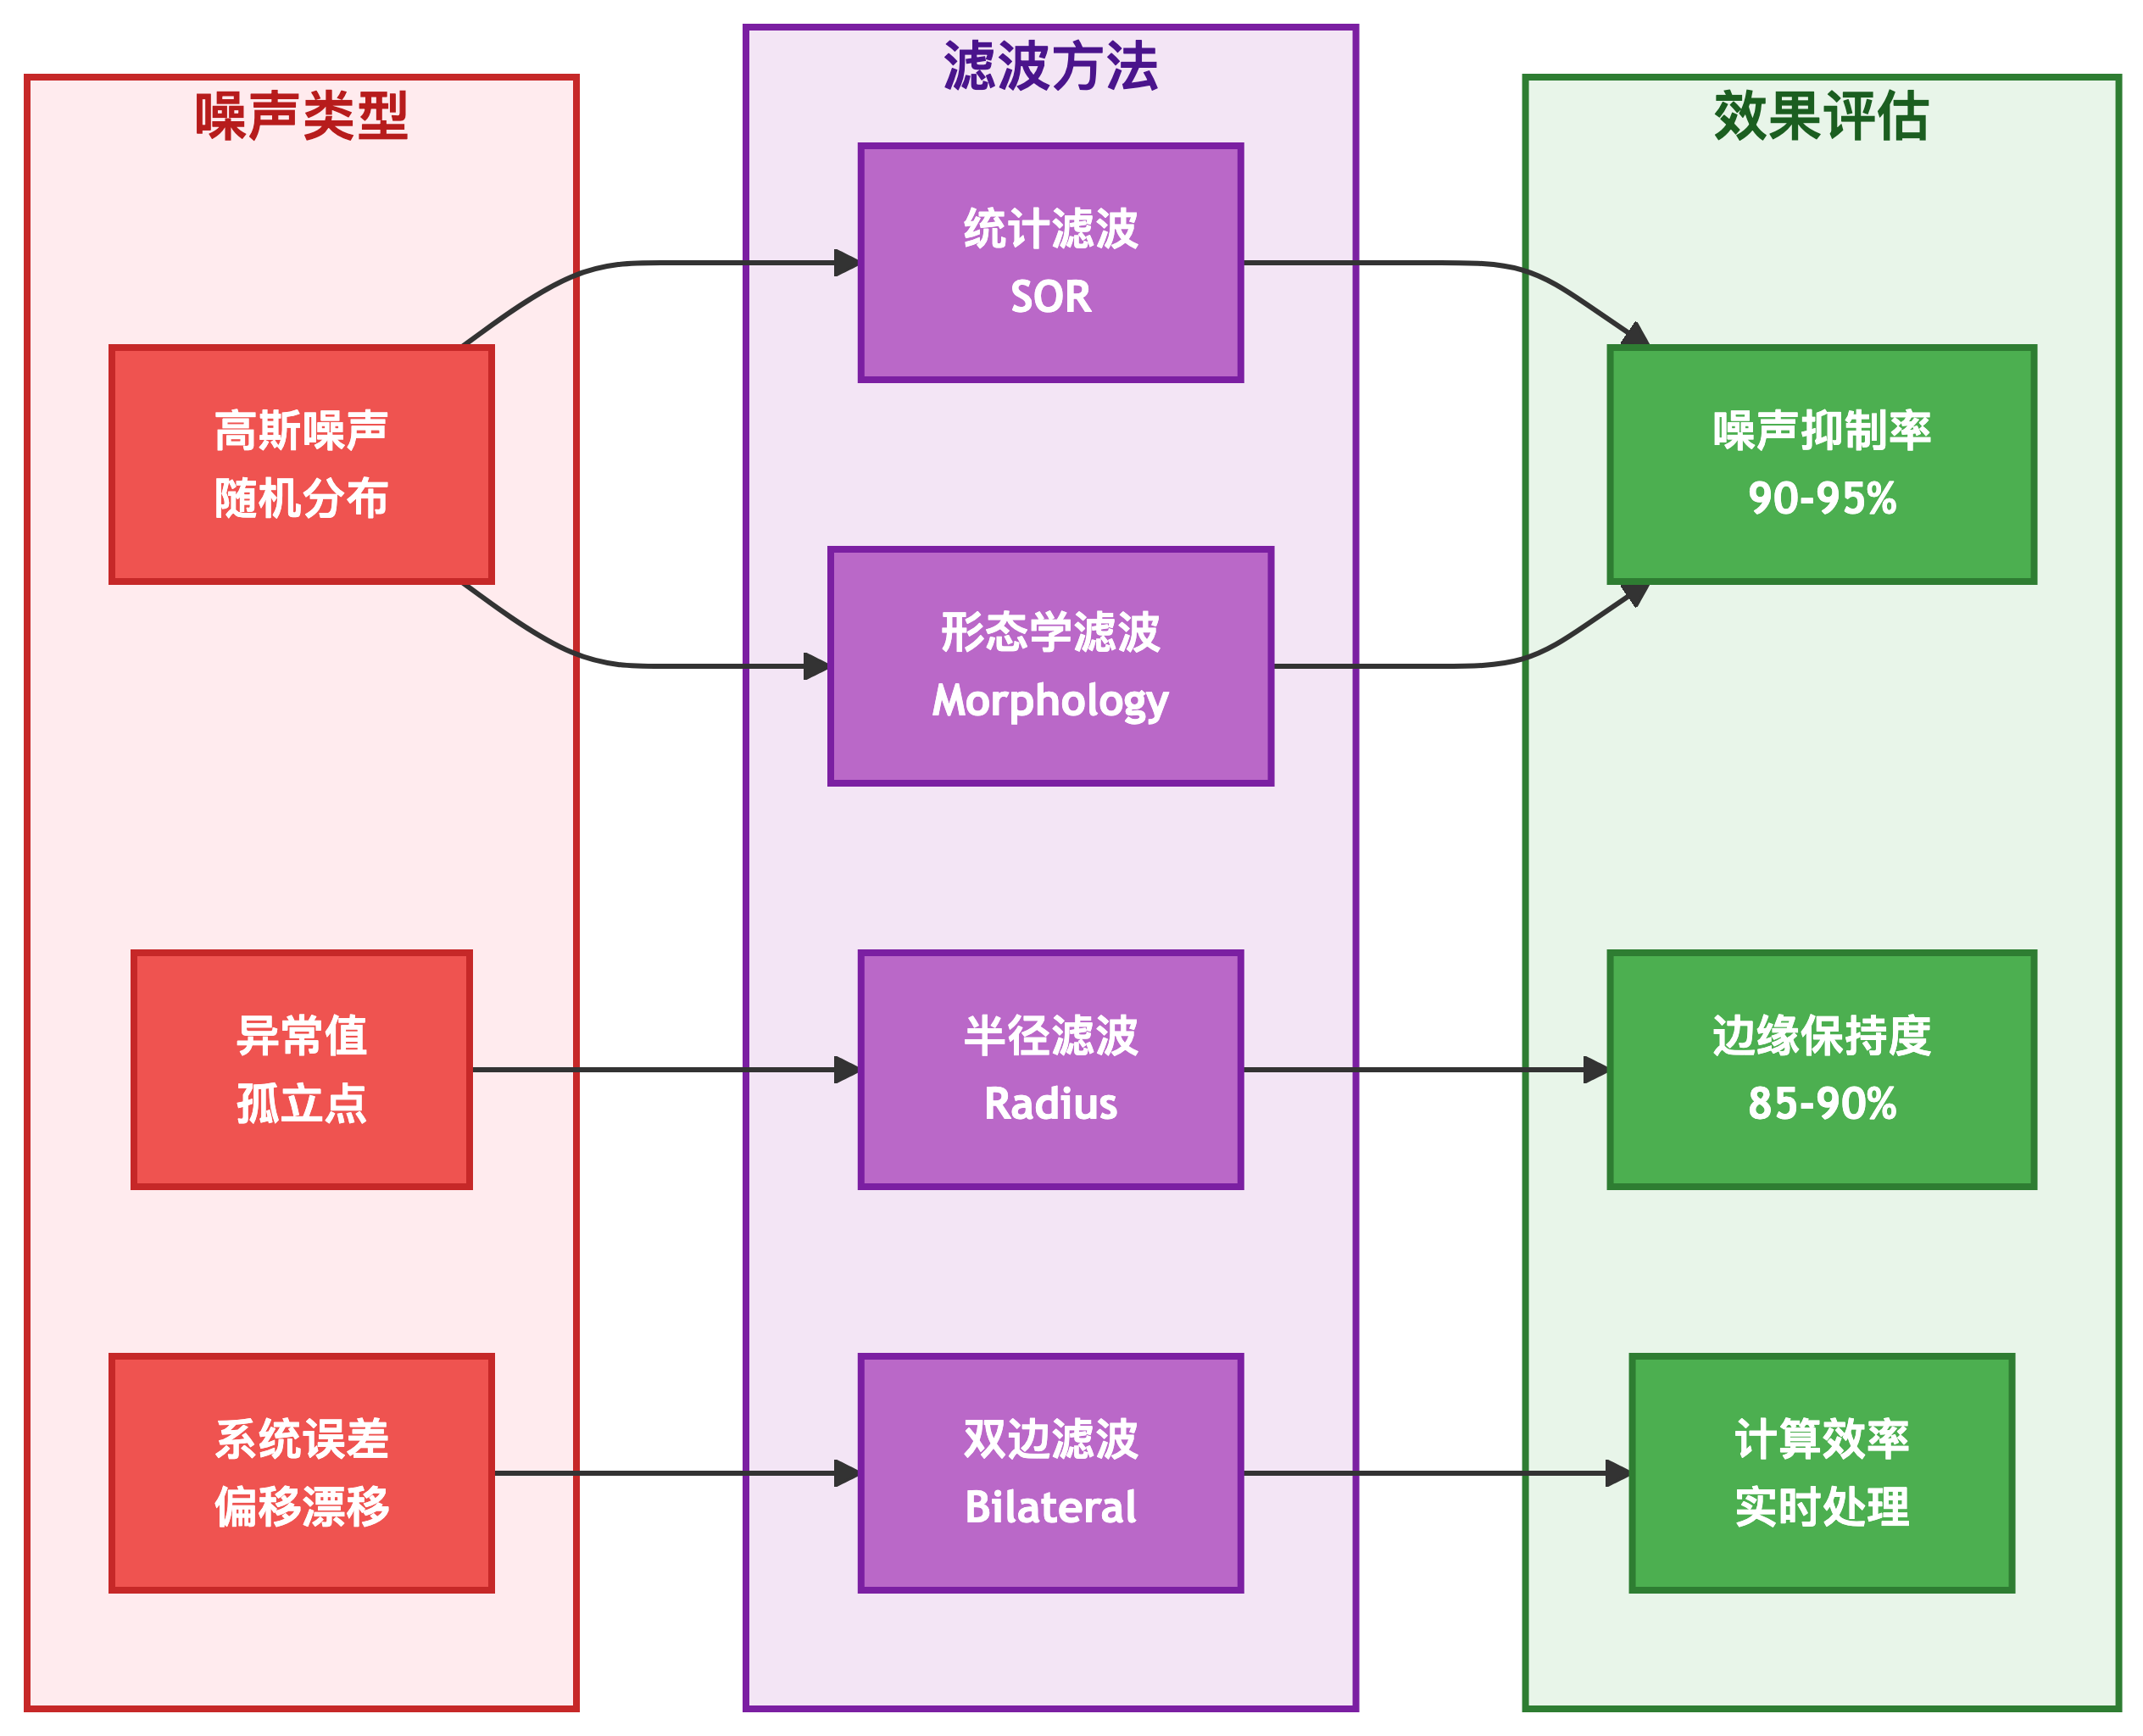 噪声类型
高斯噪声
随机分布
异常值
孤立点
系统误差
偏移漂移
滤波方法
统计滤波
SOR
形态学滤波
Morphology
半径滤波
Radius
双边滤波
Bilateral
效果评估
噪声抑制率
90-95%
边缘保持度
85-90%
计算效率
实时处理